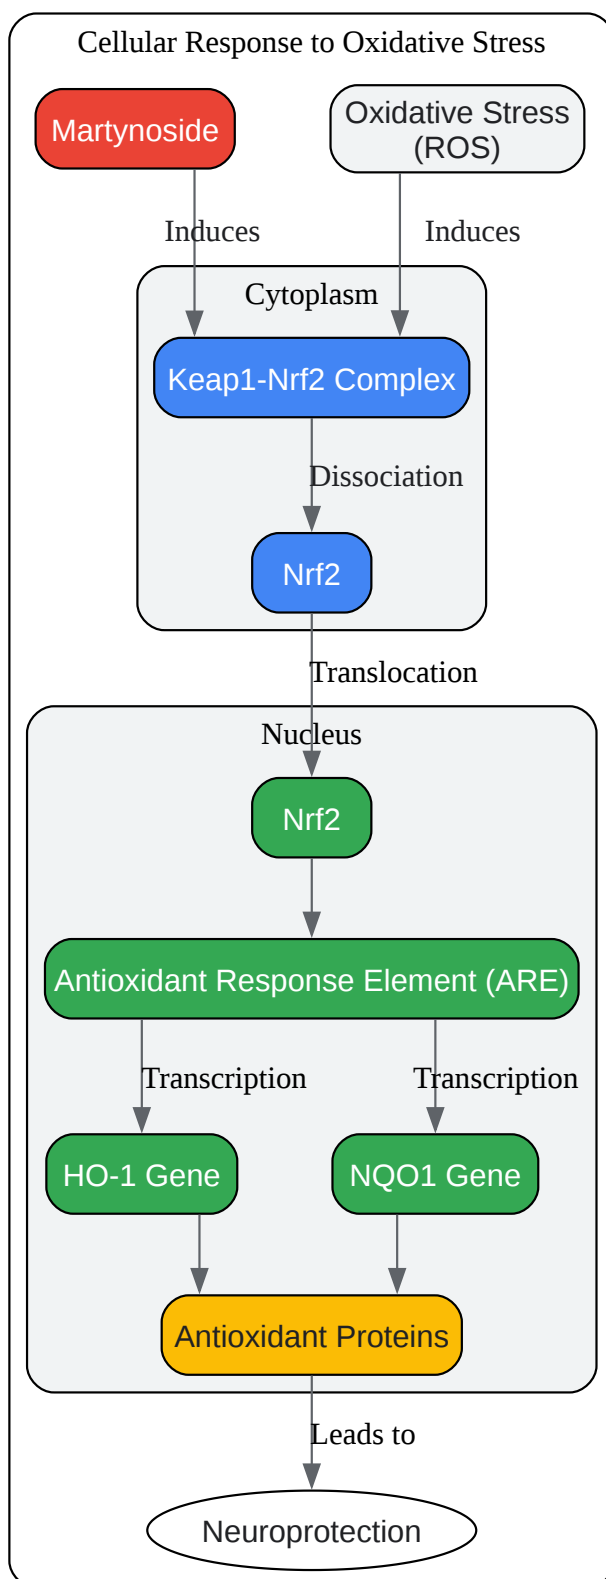 Cellular Response to Oxidative Stress
Martynoside
Oxidative Stress
(ROS)
Induces
Induces
Cytoplasm
Keap1-Nrf2 Complex
Dissociation
Nrf2
Translocation
Nucleus
Nrf2
Antioxidant Response Element (ARE)
Transcription
Transcription
HO-1 Gene
NQO1 Gene
Antioxidant Proteins
Leads to
Neuroprotection